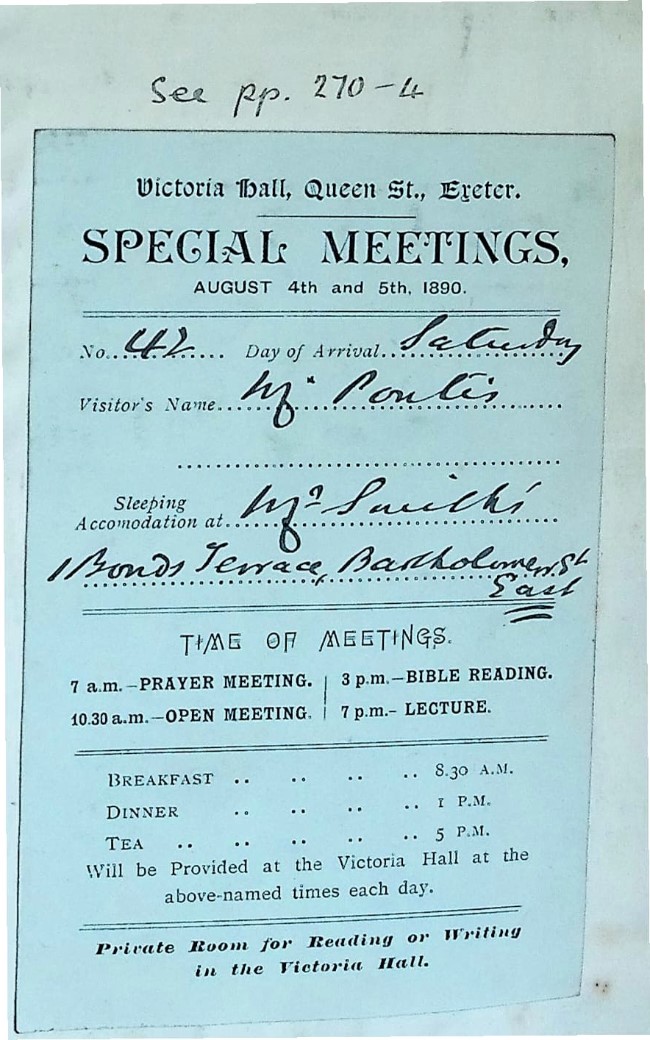 See pp. 270-4
Victoria Hall, Queen St., Exeter.
SPECIAL MEETINGS,
AUGUST 4th and 5th, 1890.
No. 42 Day of Arrival Saturday
Visitor's Name Mr. Pontis
Sleeping
Accomodation at Mrs Smith's
1 Bonds Terrace, Bartholomew St
East
TIME OF MEETINGS.
7 a.m.—PRAYER MEETING. | 3 p.m.—BIBLE READING.
10.30 a.m.—OPEN MEETING. | 7 p.m.- LECTURE.
BREAKFAST .. .. .. .. 8.30 A.M.
DINNER .. .. .. .. 1 P.M.
TEA .. .. .. .. .. 5 P.M.
Will be Provided at the Victoria Hall at the
above-named times each day.
Private Room for Reading or Writing
in the Victoria Hall.